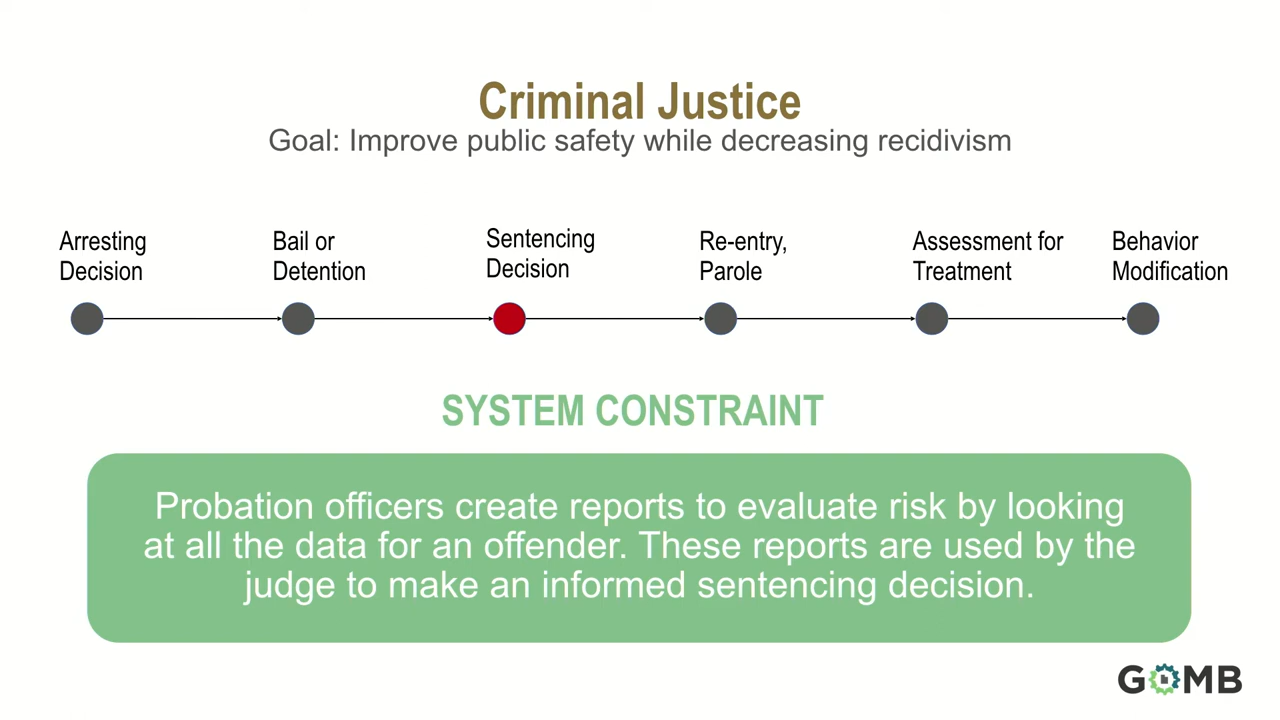 Criminal Justice
Goal: Improve public safety while decreasing recidivism
Arresting
Decision
Bail or
Detention
Sentencing
Decision
Re-entry,
Parole
Assessment for
Treatment
Behavior
Modification
SYSTEM CONSTRAINT
Probation officers create reports to evaluate risk by looking
at all the data for an offender. These reports are used by the
judge to make an informed sentencing decision.
GOMB